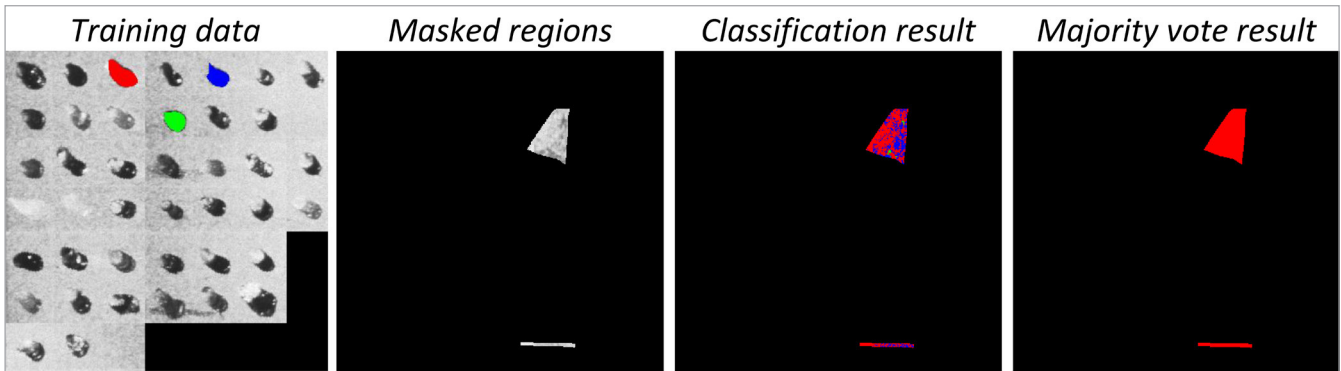 Training data
Masked regions
Classification result
Majority vote result